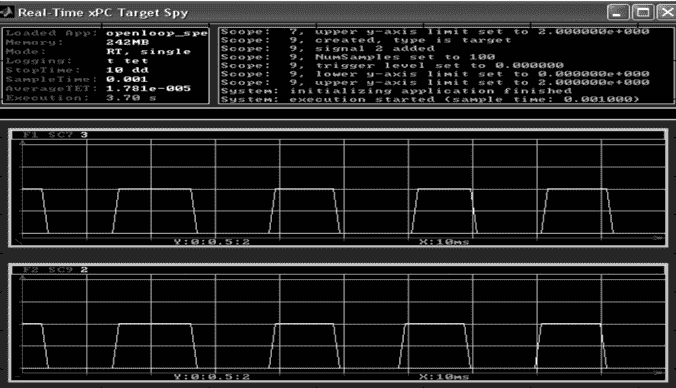 Real-Time xPC Target Spy
Loaded App: openloop_spe
Memory: 242MB
Mode: RT, single
Logging: t tet
StopTime: 10 dd
SampleTime: 0.001
AverageTET: 1.781e-005
Execution: 3.70 s
Scope: 7, upper y-axis limit set to 2.000000e+000
Scope: 9, created, type is target
Scope: 9, signal 2 added
Scope: 9, NumSamples set to 100
Scope: 9, trigger level set to 0.000000
Scope: 9, lower y-axis limit set to 0.000000e+000
Scope: 9, upper y-axis limit set to 2.000000e+000
System: initializing application finished
System: execution started (sample time: 0.001000)
F1 SC7 3
Y:0:0.5:2 X:10ms
F2 SC9 2
Y:0:0.5:2 X:10ms